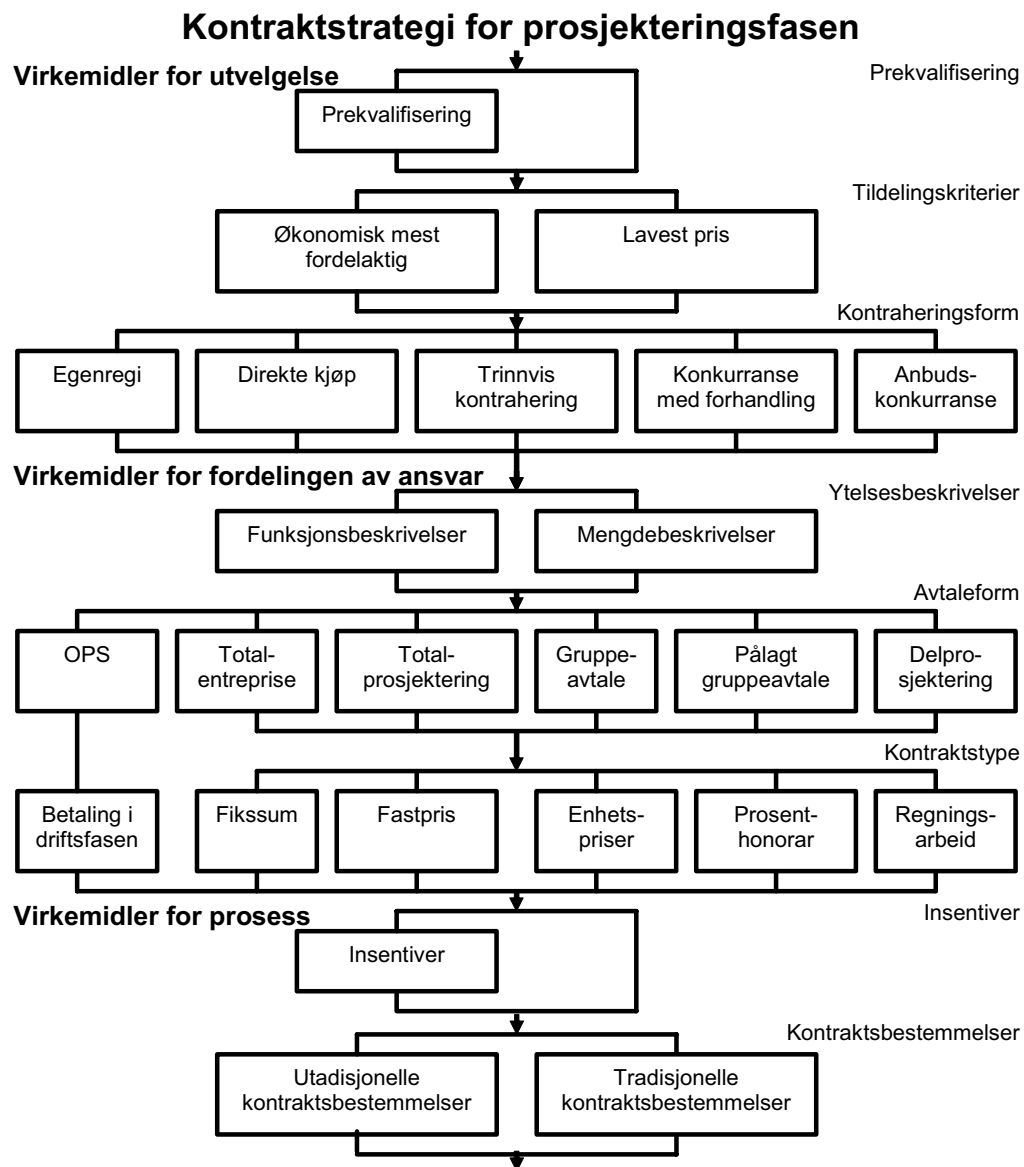 Kontraktstrategi for prosjekteringsfasen
Virkemidler for utvelgelse
Prekvalifisering
Prekvalifisering
Tildelingskriterier
Økonomisk mest
fordelaktig
Lavest pris
Kontraheringsform
Egenregi
Direkte kjøp
Trinnvis
kontrahering
Konkurranse
med forhandling
Anbuds-
konkurranse
Virkemidler for fordelingen av ansvar
Ytelsesbeskrivelser
Funksjonsbeskrivelser
Mengdebeskrivelser
Avtaleform
OPS
Total-
entreprise
Total-
prosjektering
Gruppe-
avtale
Pålagt
gruppeavtale
Delpro-
sjektering
Kontraktstype
Betaling i
driftsfasen
Fikssum
Fastpris
Enhets-
priser
Prosent-
honorar
Regnings-
arbeid
Virkemidler for prosess
Insentiver
Insentiver
Kontraktsbestemmelser
Utadisjonelle
kontraktsbestemmelser
Tradisjonelle
kontraktsbestemmelser